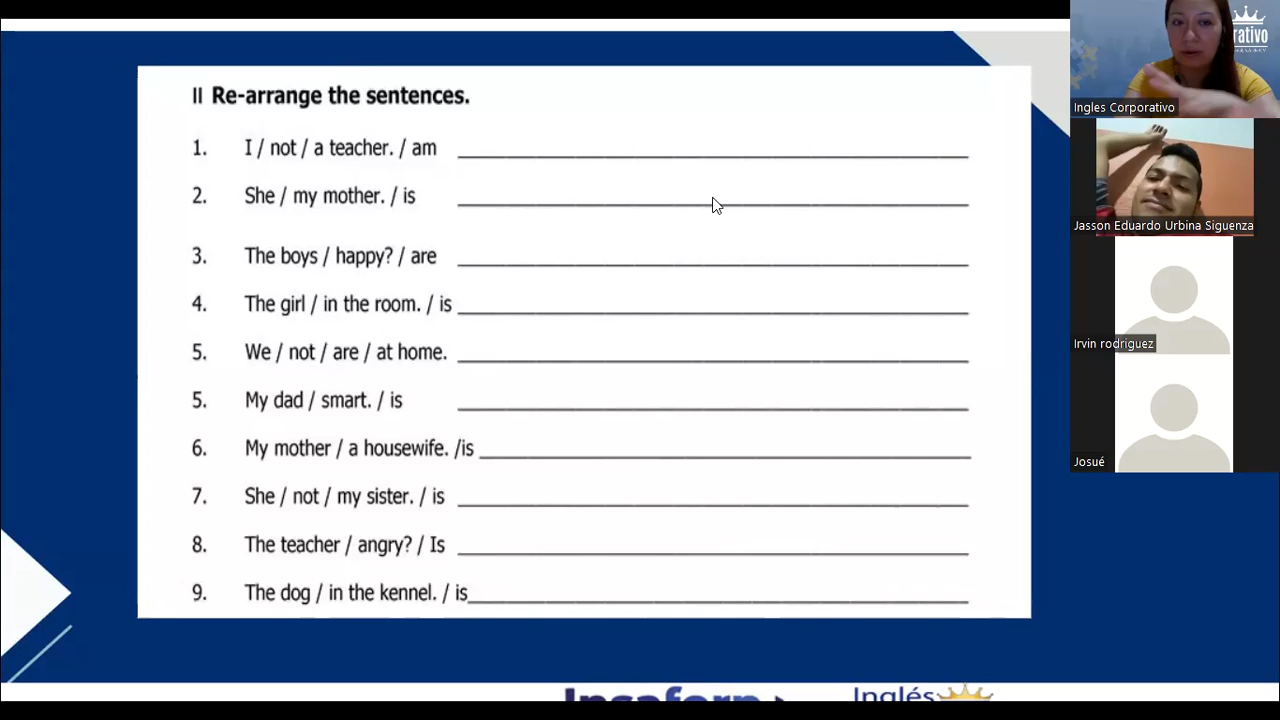 II Re-arrange the sentences.
1. I / not / a teacher. / am
2. She / my mother. / is
3. The boys / happy? / are
4. The girl / in the room. / is
5. We / not / are / at home.
5. My dad / smart. / is
6. My mother / a housewife. /is
7. She / not / my sister. / is
8. The teacher / angry? / Is
9. The dog / in the kennel. / is
Ingles Corporativo
Jasson Eduardo Urbina Siguenza
Irvin rodriguez
Josué
Insaforp
Inglés